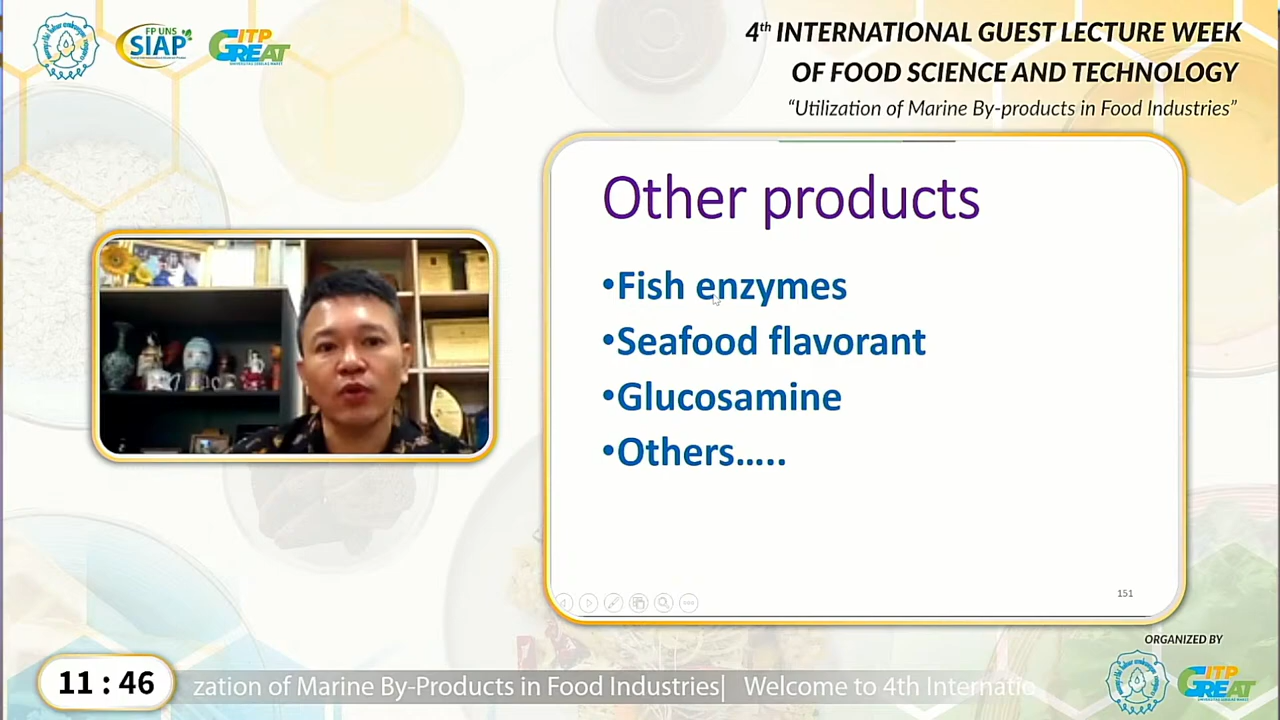 FP UNS
SIAP
ITP
GREAT
4th INTERNATIONAL GUEST LECTURE WEEK
OF FOOD SCIENCE AND TECHNOLOGY
“Utilization of Marine By-products in Food Industries”
Other products
•Fish enzymes
•Seafood flavorant
•Glucosamine
•Others…..
151
ORGANIZED BY
11 : 46
zation of Marine By-Products in Food Industries| Welcome to 4th Internatio
ITP
GREAT